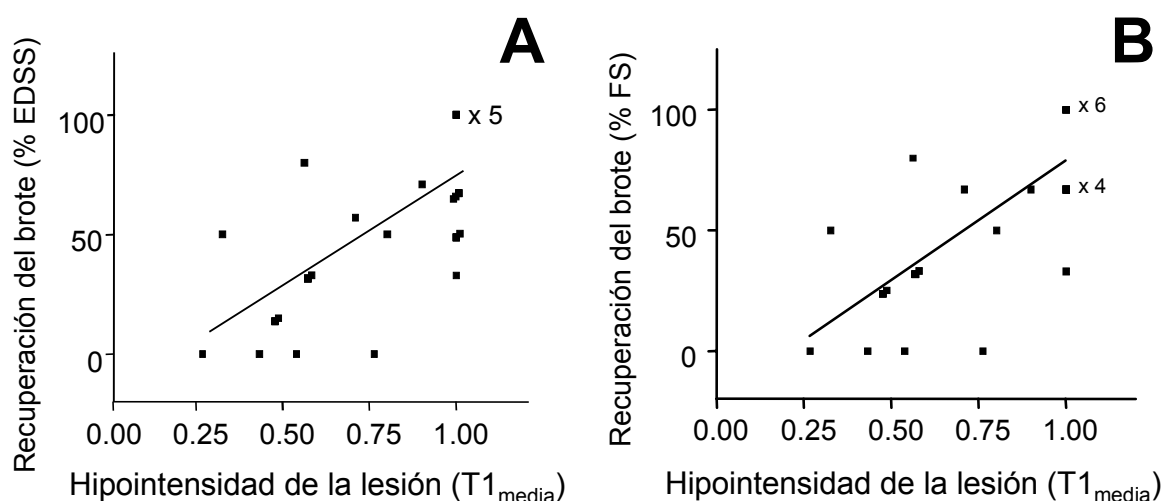 A
Recuperación del brote (% EDSS)
100
50
0
x 5
0.00 0.25 0.50 0.75 1.00
Hipointensidad de la lesión (T1media)
B
Recuperación del brote (% FS)
100
50
0
x 6
x 4
0.00 0.25 0.50 0.75 1.00
Hipointensidad de la lesión (T1media)